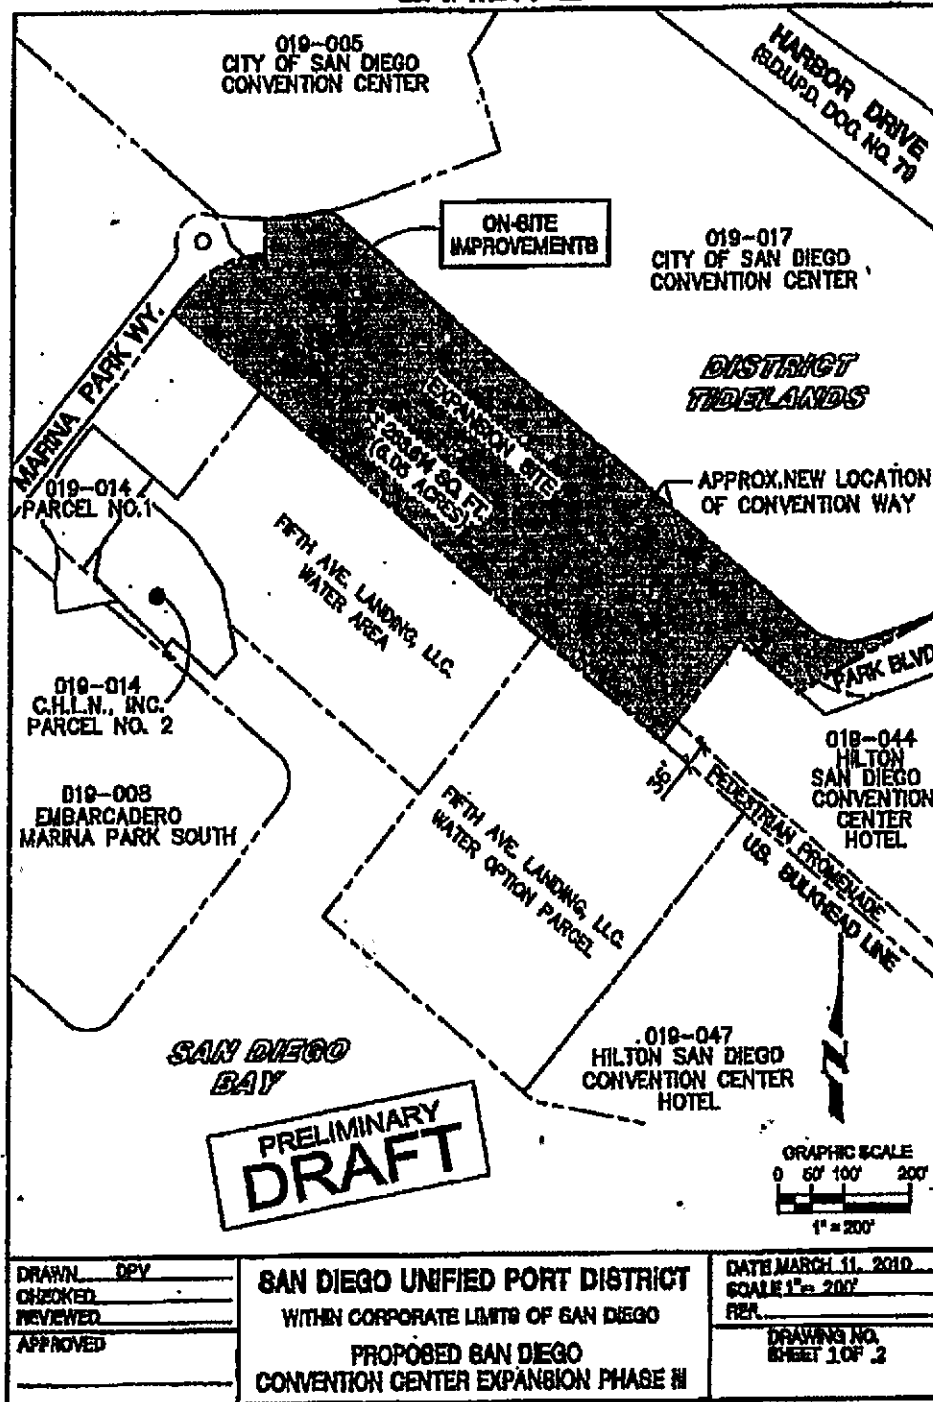 019-005
CITY OF SAN DIEGO
CONVENTION CENTER
HARBOR DRIVE
(S.D.U.P.D. DOC. NO. 71)
ON-SITE
IMPROVEMENTS
019-017
CITY OF SAN DIEGO
CONVENTION CENTER
DISTRICT
TIDELANDS
MARINA PARK WY.
EXPANSION SITE
SQ. FT.
ACRES)
APPROX. NEW LOCATION
OF CONVENTION WAY
019-014
PARCEL NO. 1
FIFTH AVE. LANDING, LLC.
WATER AREA
PARK BLVD
019-014
C.H.L.N., INC.
PARCEL NO. 2
019-044
HILTON
SAN DIEGO
CONVENTION
CENTER
HOTEL
35'
PEDESTRIAN PROMENADE
U.S. BULKHEAD LINE
019-008
EMBARCADERO
MARINA PARK SOUTH
FIFTH AVE. LANDING, LLC.
WATER OPTION PARCEL
SAN DIEGO
BAY
.019-047
HILTON SAN DIEGO
CONVENTION CENTER
HOTEL
PRELIMINARY
DRAFT
GRAPHIC SCALE
0 50' 100' 200'
1" = 200'
DRAWN DPV
CHECKED
REVIEWED
APPROVED
SAN DIEGO UNIFIED PORT DISTRICT
WITHIN CORPORATE LIMITS OF SAN DIEGO
PROPOSED SAN DIEGO
CONVENTION CENTER EXPANSION PHASE III
DATE MARCH 11, 2010
SCALE 1"= 200'
REF.
DRAWING NO.
SHEET 1 OF 2